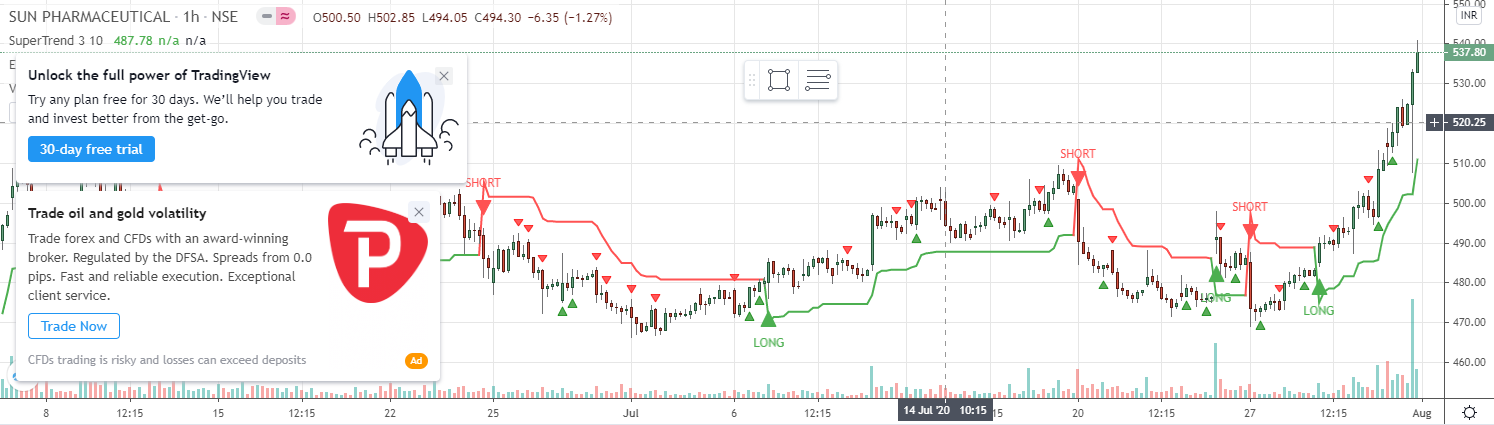 SUN PHARMACEUTICAL · 1h · NSE
O500.50 H502.85 L494.05 C494.30 −6.35 (−1.27%)
SuperTrend 3 10 487.78 n/a n/a
E
V
Unlock the full power of TradingView
Try any plan free for 30 days. We'll help you trade
and invest better from the get-go.
30-day free trial
Trade oil and gold volatility
Trade forex and CFDs with an award-winning
broker. Regulated by the DFSA. Spreads from 0.0
pips. Fast and reliable execution. Exceptional
client service.
Trade Now
CFDs trading is risky and losses can exceed deposits
Ad
P
SHORT
LONG
SHORT
LONG
SHORT
LONG
550.00
INR
540.00
537.80
530.00
520.25
510.00
500.00
490.00
480.00
470.00
460.00
8
12:15
15
12:15
22
25
Jul
6
12:15
14 Jul '20 10:15
:15
20
12:15
27
12:15
Aug